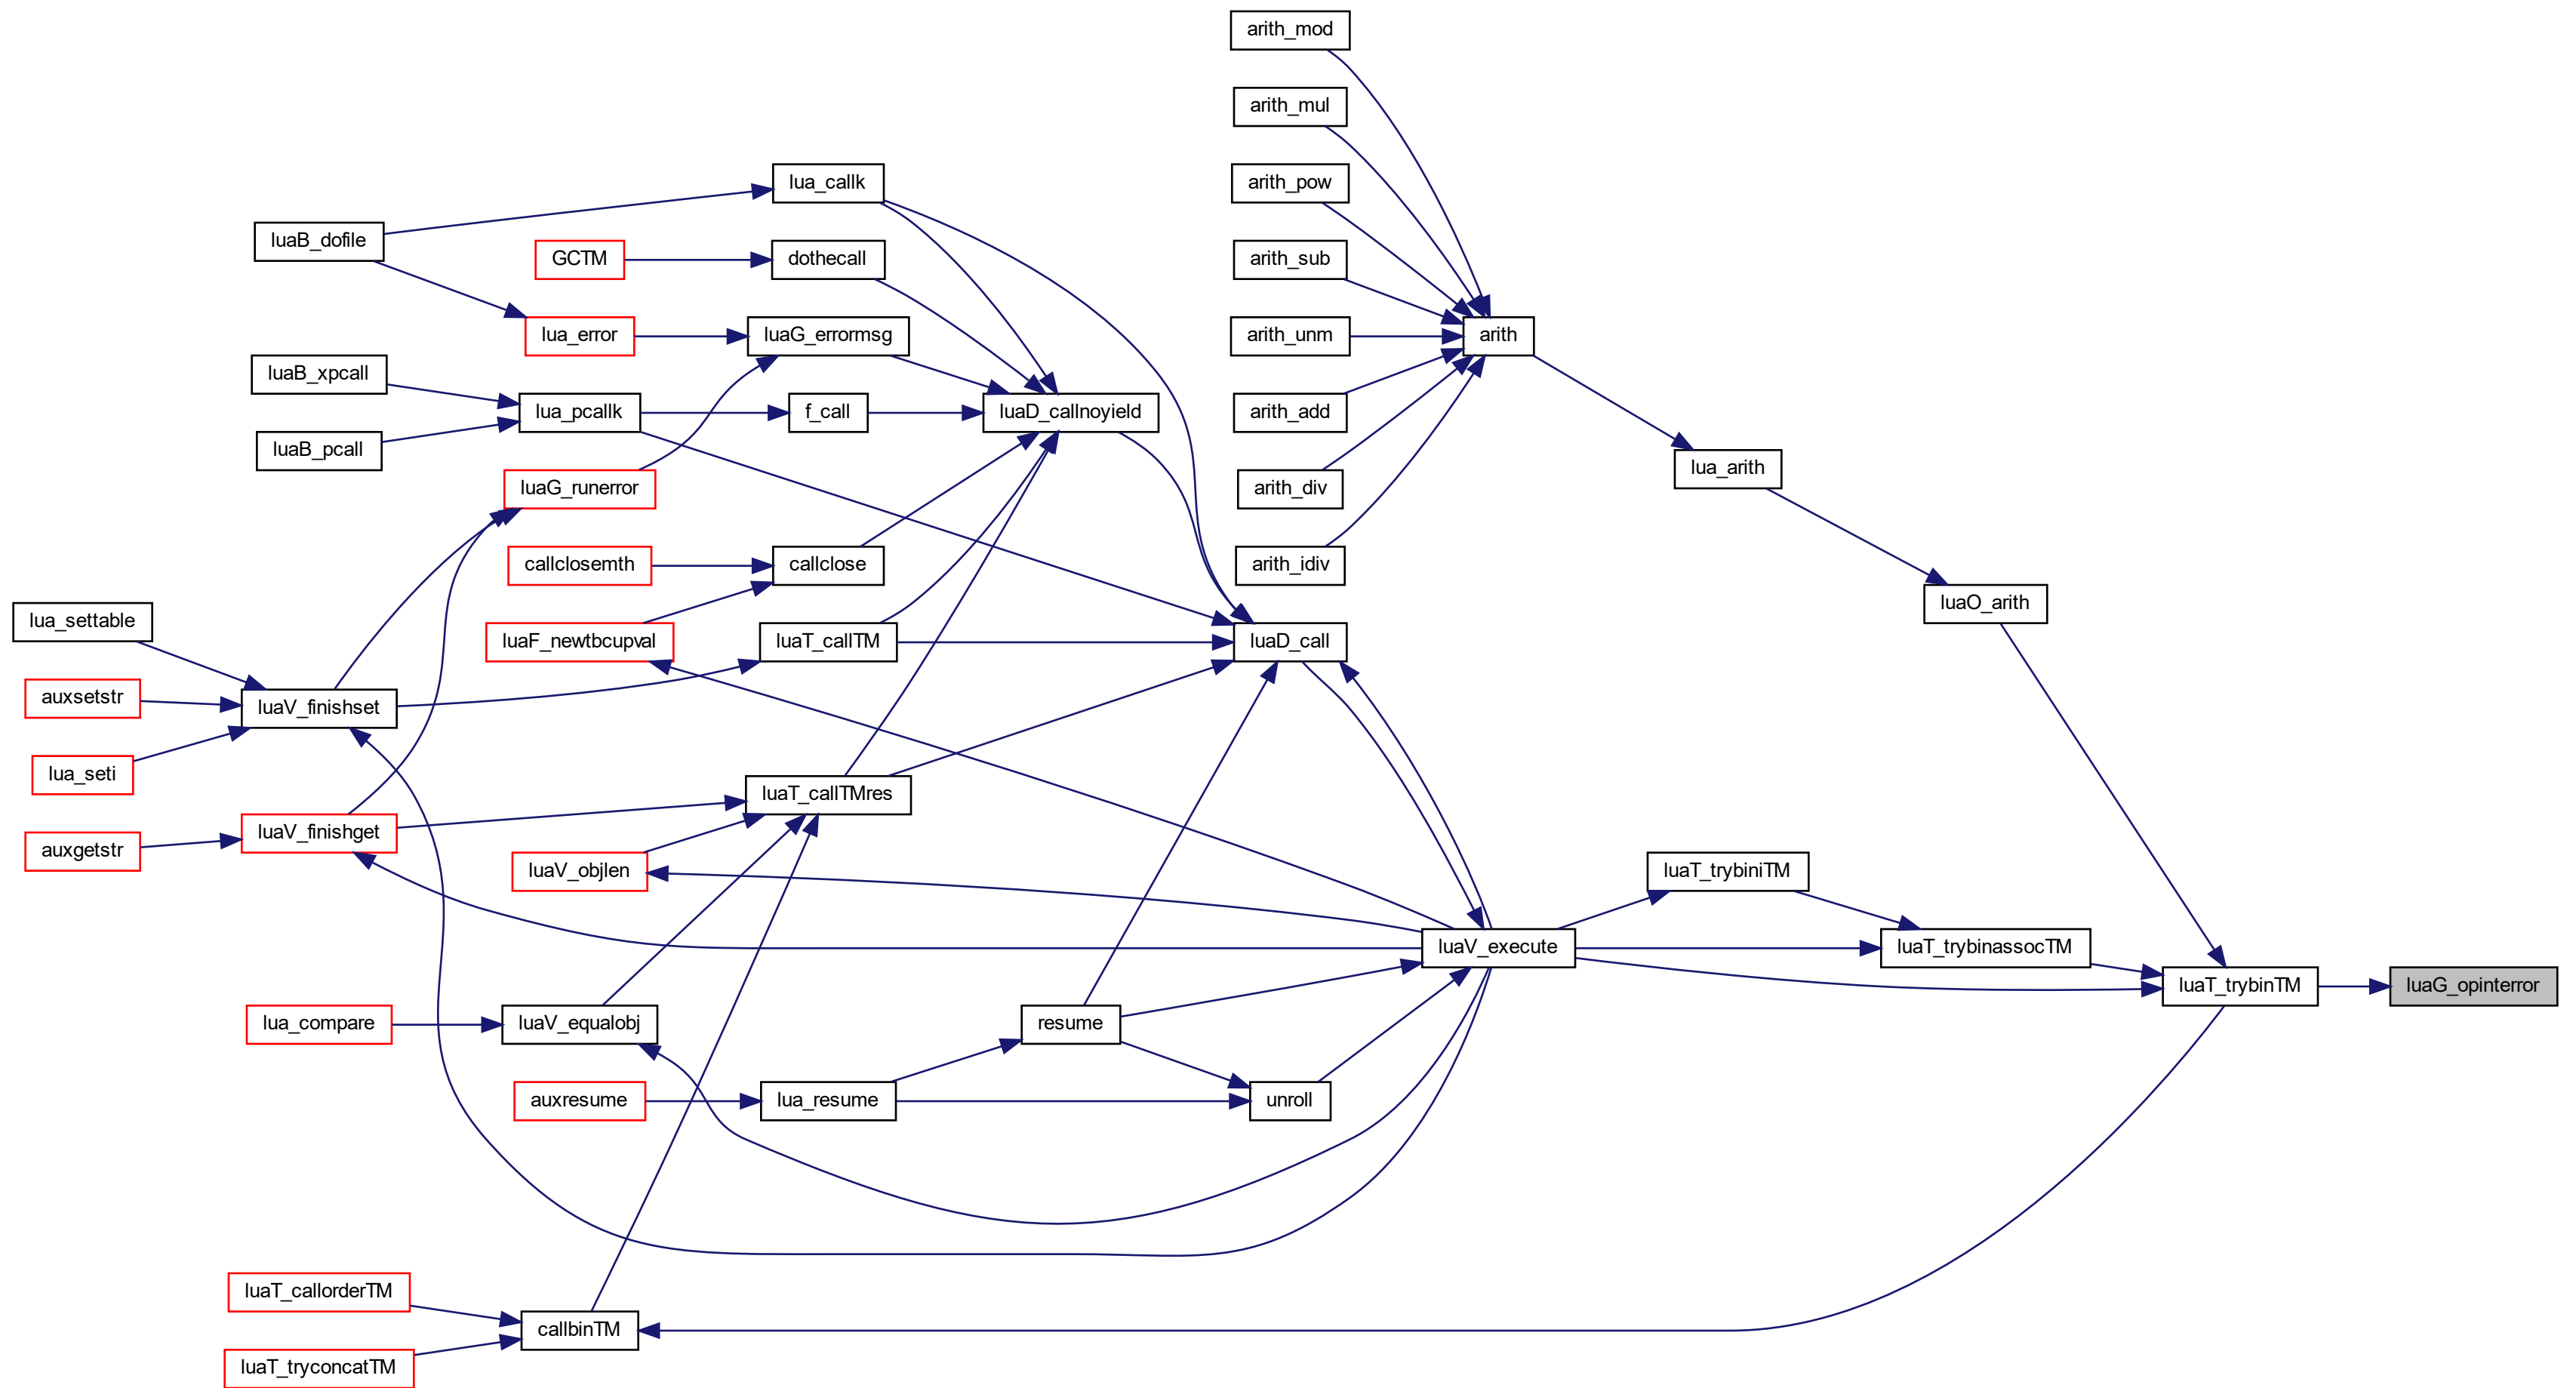 arith_mod
arith_mul
lua_callk
arith_pow
luaB_dofile
GCTM
dothecall
arith_sub
lua_error
luaG_errormsg
arith_unm
arith
luaB_xpcall
lua_pcallk
f_call
luaD_callnoyield
arith_add
luaB_pcall
luaG_runerror
arith_div
lua_arith
callclosemth
callclose
arith_idiv
lua_settable
luaO_arith
luaF_newtbcupval
luaT_callTM
luaD_call
auxsetstr
luaV_finishset
lua_seti
luaT_callTMres
luaV_finishget
auxgetstr
luaV_objlen
luaT_trybiniTM
luaV_execute
luaT_trybinassocTM
luaT_trybinTM
luaG_opinterror
lua_compare
luaV_equalobj
resume
auxresume
lua_resume
unroll
luaT_callorderTM
callbinTM
luaT_tryconcatTM